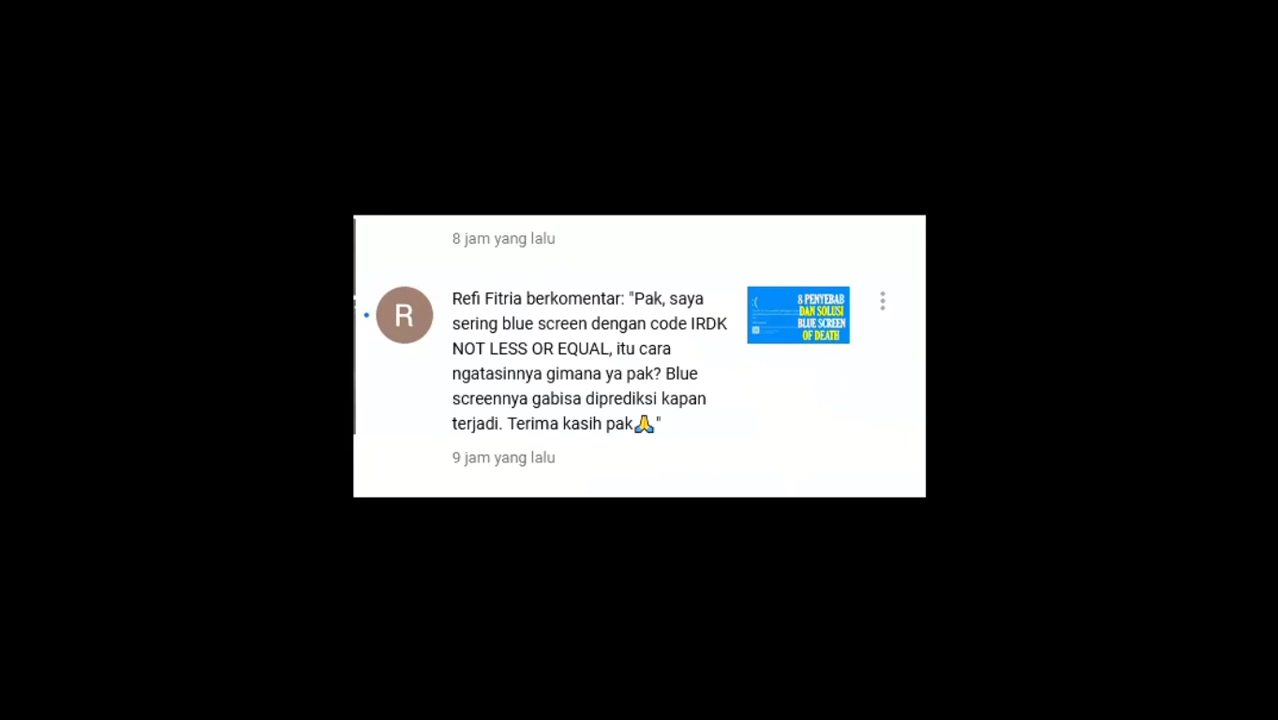 8 jam yang lalu
R
Refi Fitria berkomentar: "Pak, saya
sering blue screen dengan code IRDK
NOT LESS OR EQUAL, itu cara
ngatasinnya gimana ya pak? Blue
screennya gabisa diprediksi kapan
terjadi. Terima kasih pak🙏"
9 jam yang lalu
:(
8 PENYEBAB
DAN SOLUSI
BLUE SCREEN
OF DEATH